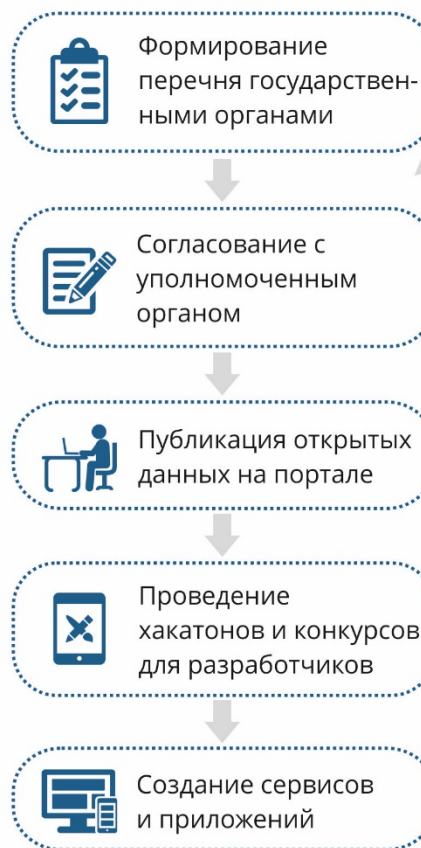 Формирование
перечня государствен-
ными органами
Согласование с
уполномоченным
органом
Публикация открытых
данных на портале
Проведение
хакатонов и конкурсов
для разработчиков
Создание сервисов
и приложений